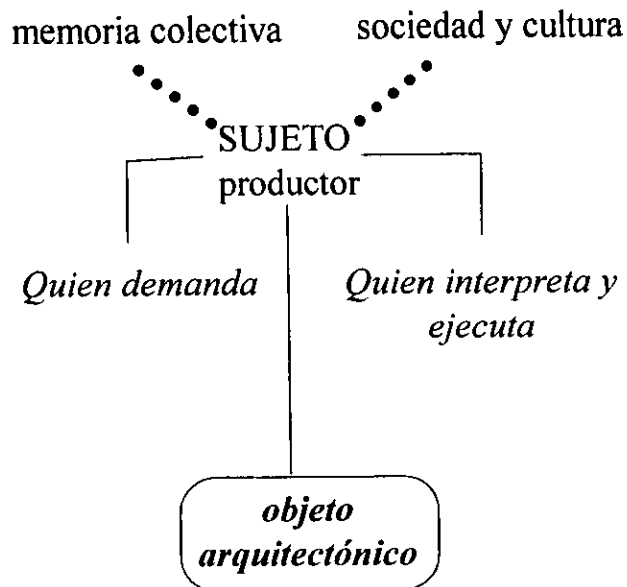 memoria colectiva
sociedad y cultura
SUJETO
productor
Quien demanda
Quien interpreta y
ejecuta
objeto
arquitectónico